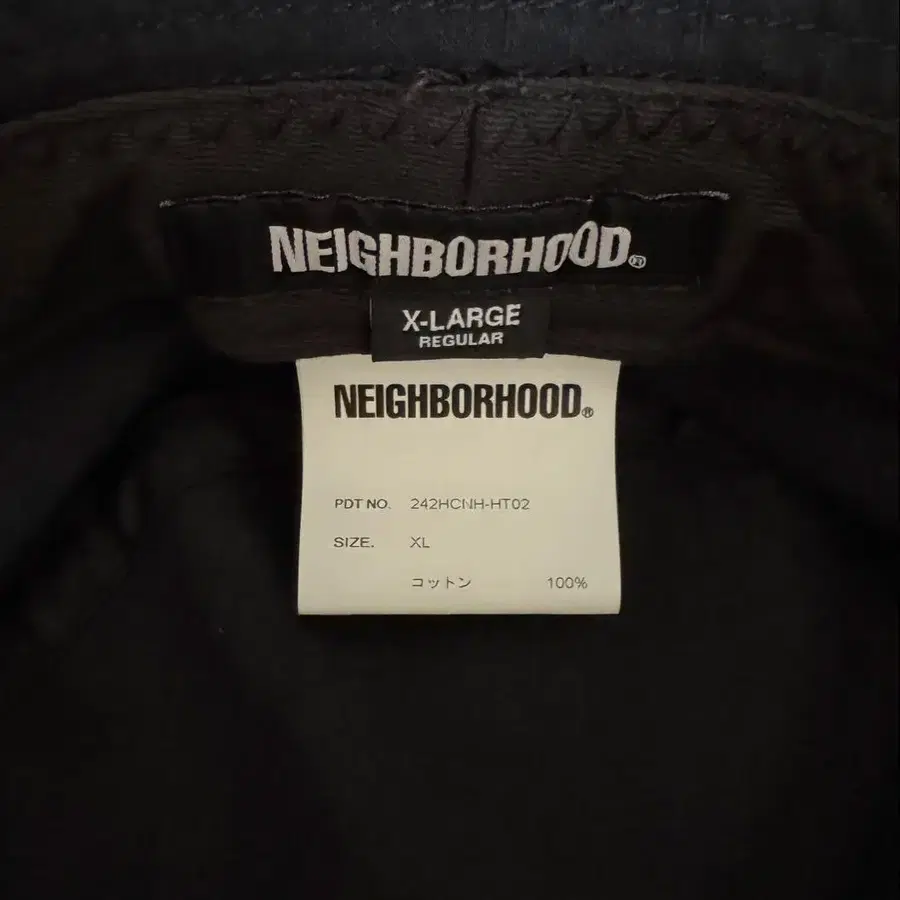 NEIGHBORHOOD®
X-LARGE
REGULAR
NEIGHBORHOOD®
PDT NO. 242HCNH-HT02
SIZE. XL
コットン 100%